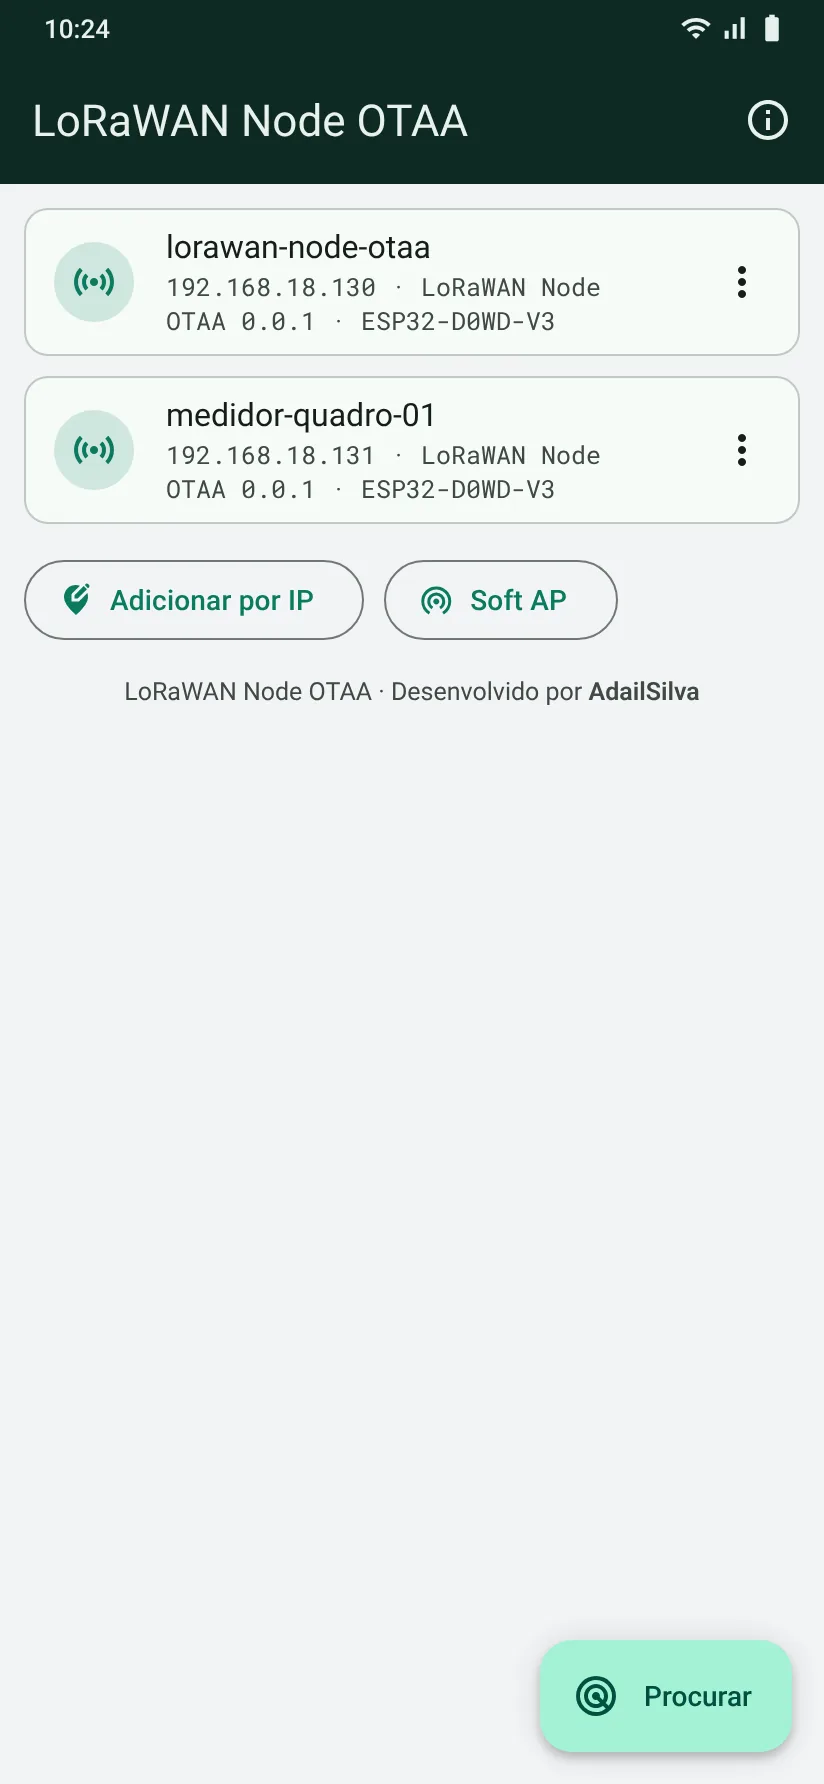 10:24
LoRaWAN Node OTAA
lorawan-node-otaa
192.168.18.130 · LoRaWAN Node
OTAA 0.0.1 · ESP32-D0WD-V3
medidor-quadro-01
192.168.18.131 · LoRaWAN Node
OTAA 0.0.1 · ESP32-D0WD-V3
Adicionar por IP
Soft AP
LoRaWAN Node OTAA · Desenvolvido por AdailSilva
Procurar